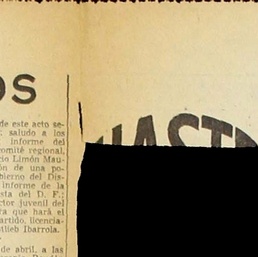 OS
de este acto se-
saludo a los
informe del
comité regional,
cio Limón Mau-
ón de una po-
bierno del Dis-
informe de la
sta del D. F.;
ctor juvenil del
ra que hará el
artido, licencia-
tlieb Ibarrola.
de abril, a las